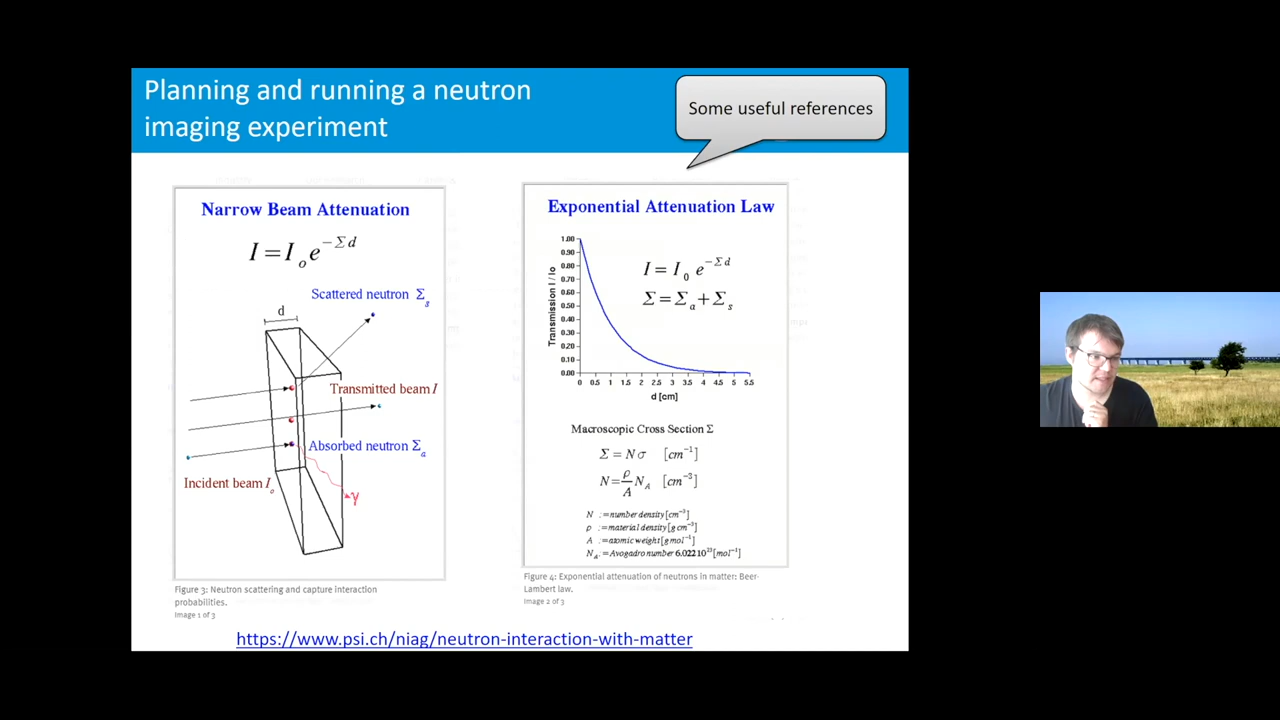 Planning and running a neutron
imaging experiment
Some useful references
Narrow Beam Attenuation
I = I₀ e^{−Σ d}
Scattered neutron Σₛ
d
Transmitted beam I
Absorbed neutron Σₐ
Incident beam I₀
γ
Figure 3: Neutron scattering and capture interaction
probabilities.
Image 1 of 3
Exponential Attenuation Law
I = I₀ e^{−Σ d}
Σ = Σₐ + Σₛ
Transmission I / Io
1.00
0.90
0.80
0.70
0.60
0.50
0.40
0.30
0.20
0.10
0.00
0 0.5 1 1.5 2 2.5 3 3.5 4 4.5 5 5.5
d [cm]
Macroscopic Cross Section Σ
Σ = N σ [cm⁻¹]
N = ρ/A N_A [cm⁻³]
N := number density [cm⁻³]
ρ := material density [g cm⁻³]
A := atomic weight [g mol⁻¹]
N_A := Avogadro number 6.022 10²³ [mol⁻¹]
Figure 4: Exponential attenuation of neutrons in matter: Beer-
Lambert law.
Image 2 of 3
https://www.psi.ch/niag/neutron-interaction-with-matter